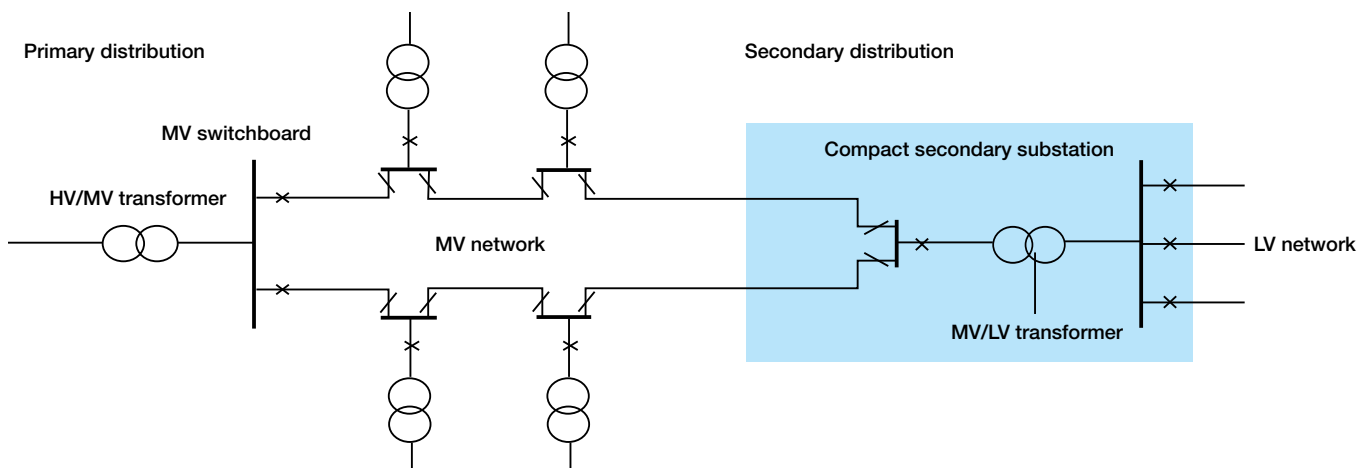 Primary distribution
Secondary distribution
MV switchboard
Compact secondary substation
HV/MV transformer
MV network
LV network
MV/LV transformer